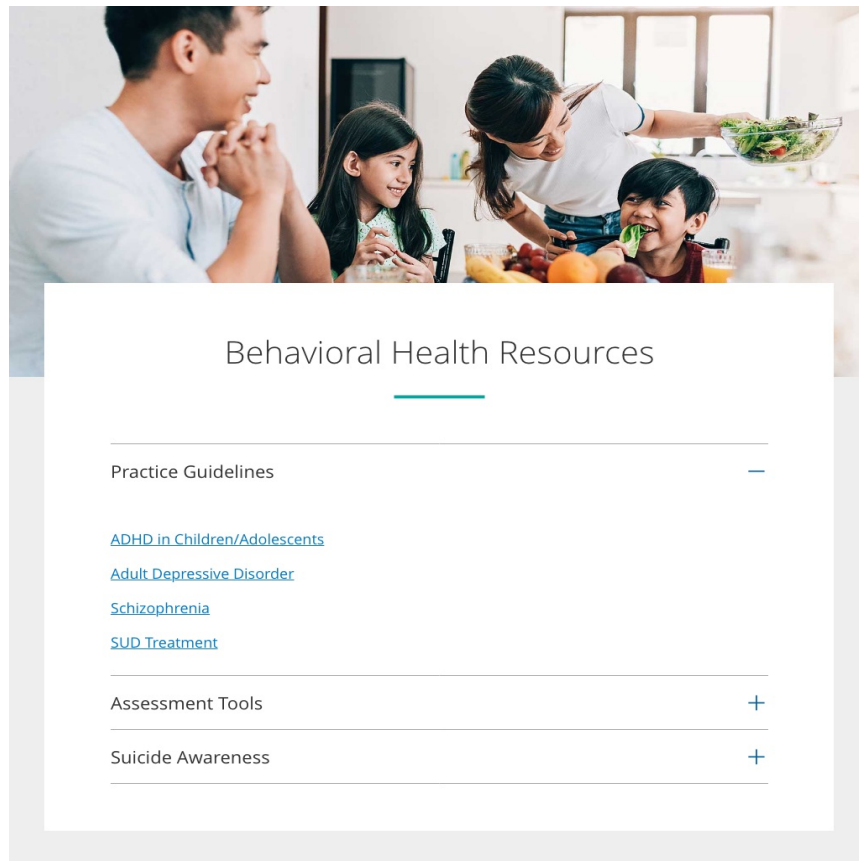 Behavioral Health Resources
Practice Guidelines
ADHD in Children/Adolescents
Adult Depressive Disorder
Schizophrenia
SUD Treatment
Assessment Tools
Suicide Awareness